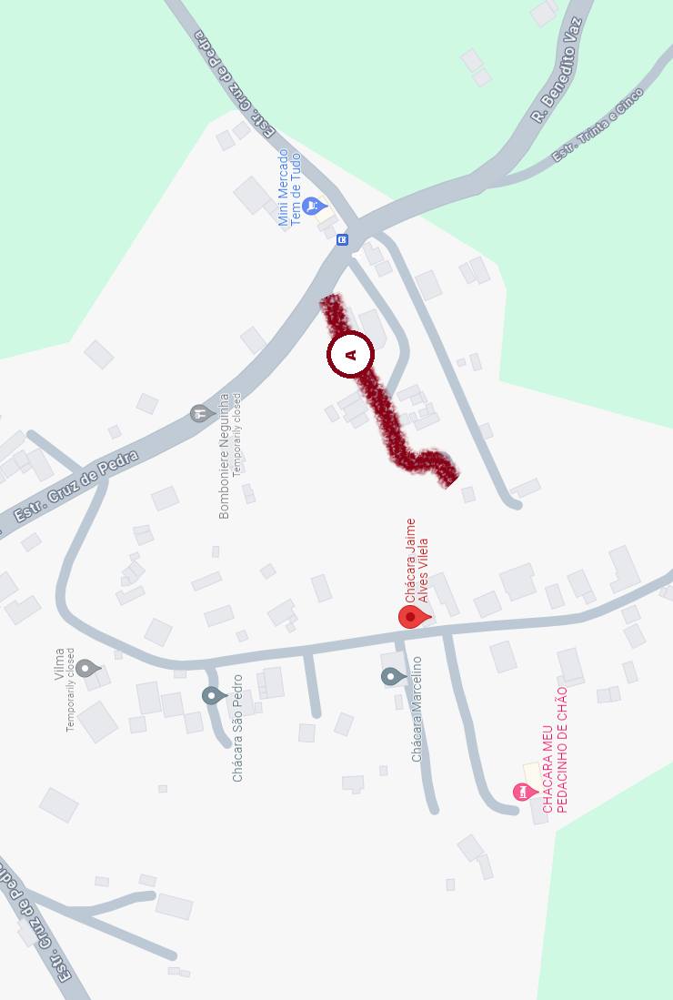 Estr. Cruz de Pedra
R. Benedito Vaz
Estr. Trinta e Cinco
Mini Mercado
Tem de Tudo
A
Bomboniere Neguinha
Temporarily closed
Estr. Cruz de Pedra
Chácara Jaime
Alves Vilela
Vilma
Temporarily closed
Chácara São Pedro
Chácara Marcelino
CHACARA MEU
PEDACINHO DE CHÃO
Estr. Cruz de Pedra